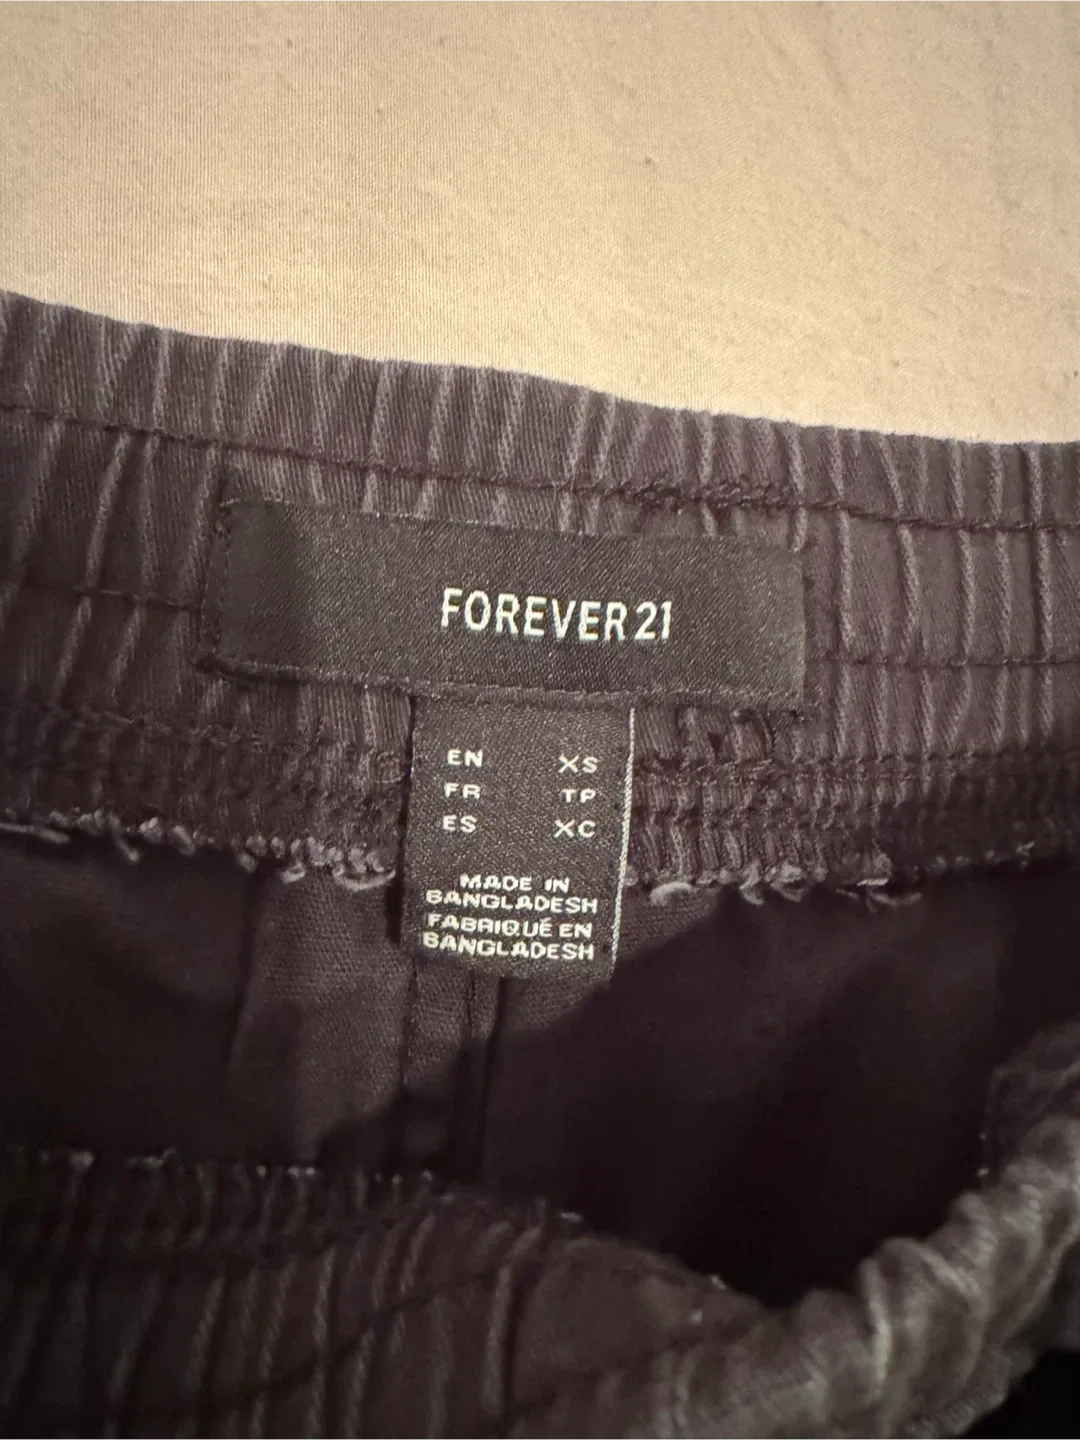 FOREVER 21
EN XS
FR TP
ES XC
MADE IN
BANGLADESH
FABRIQUÉ EN
BANGLADESH